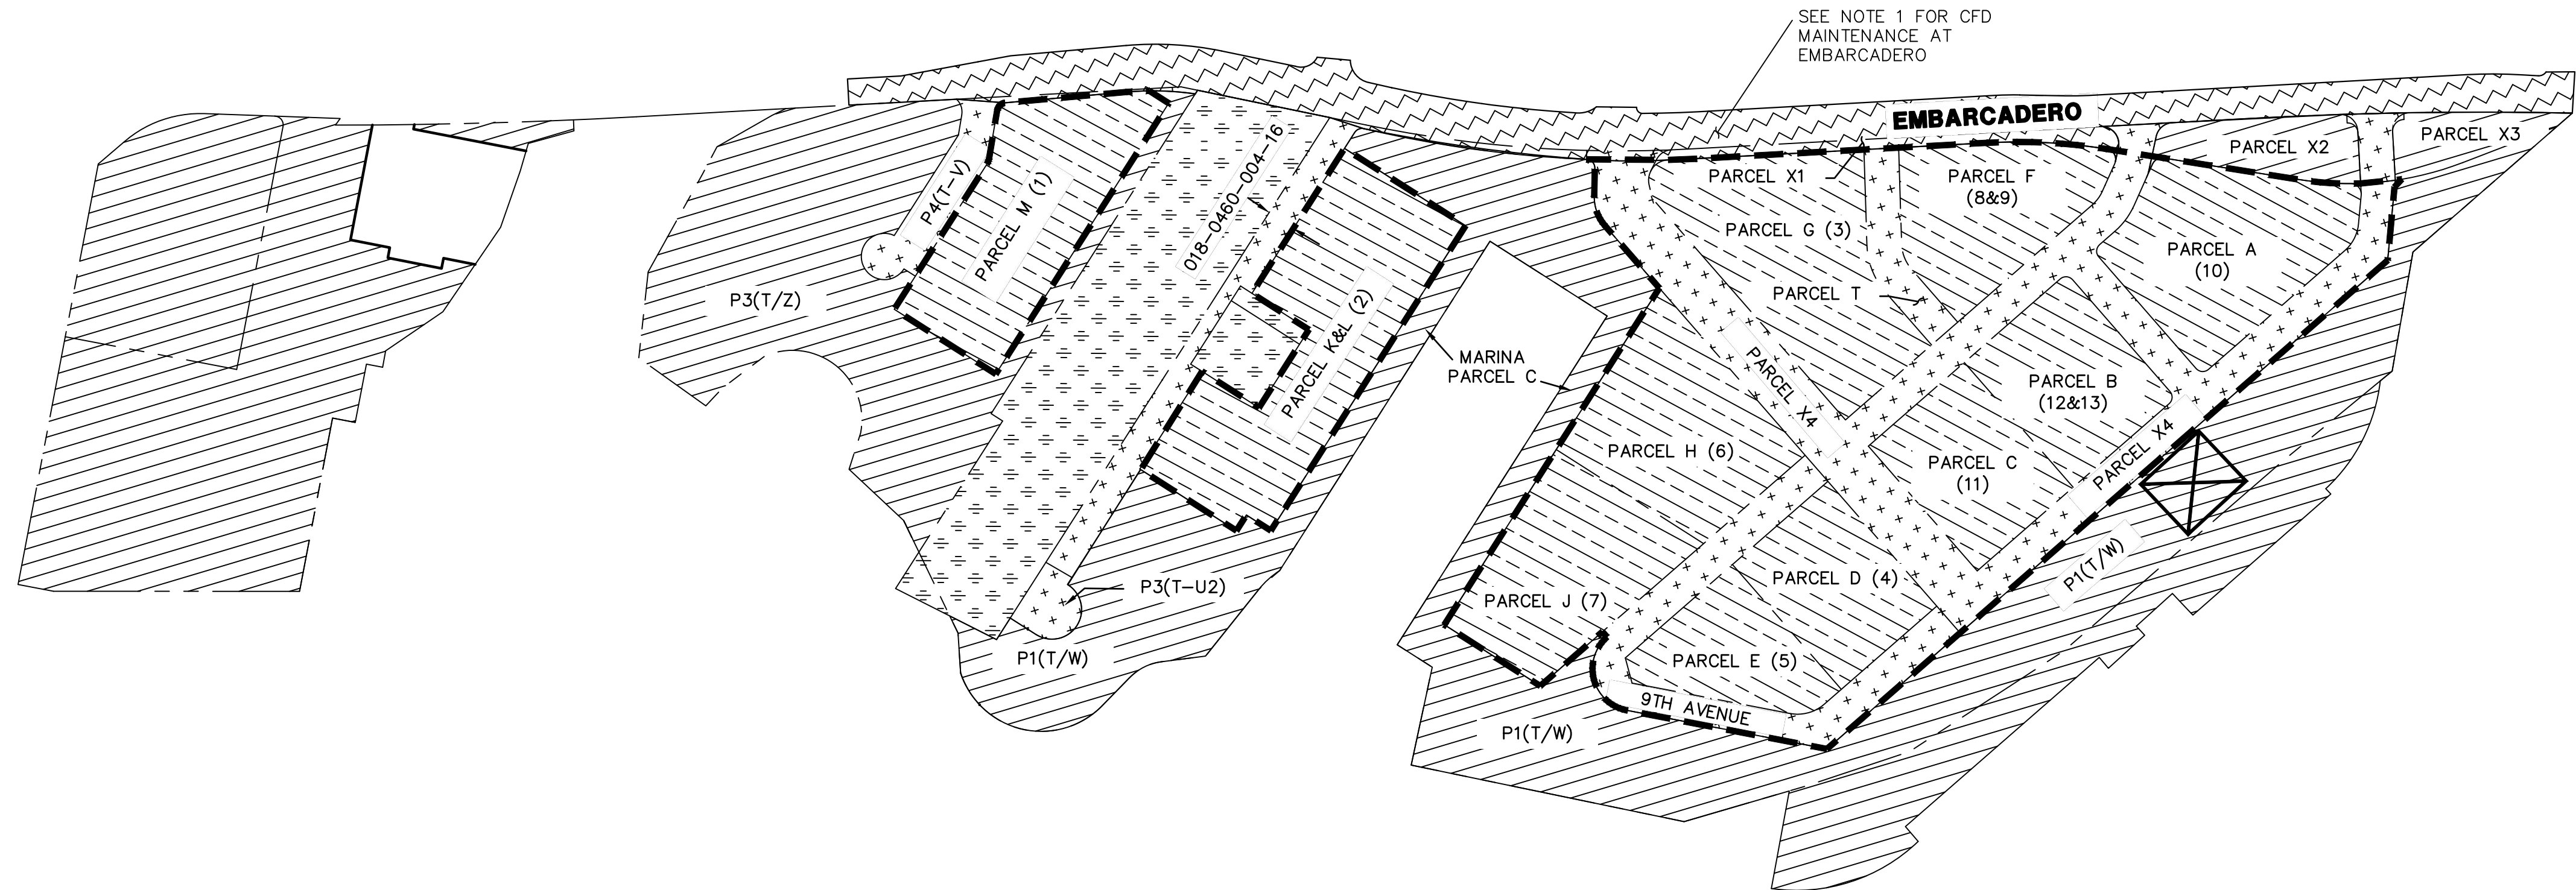 SEE NOTE 1 FOR CFD
MAINTENANCE AT
EMBARCADERO
EMBARCADERO
PARCEL X3
PARCEL X2
PARCEL X1
PARCEL F
(8&9)
P4(T-V)
PARCEL M (1)
018-0460-004-16
PARCEL G (3)
PARCEL A
(10)
P3(T/Z)
PARCEL T
PARCEL K&L (2)
MARINA
PARCEL C
PARCEL X4
PARCEL B
(12&13)
PARCEL H (6)
PARCEL C
(11)
PARCEL X4
P1(T/W)
PARCEL D (4)
P3(T-U2)
PARCEL J (7)
P1(T/W)
PARCEL E (5)
9TH AVENUE
P1(T/W)